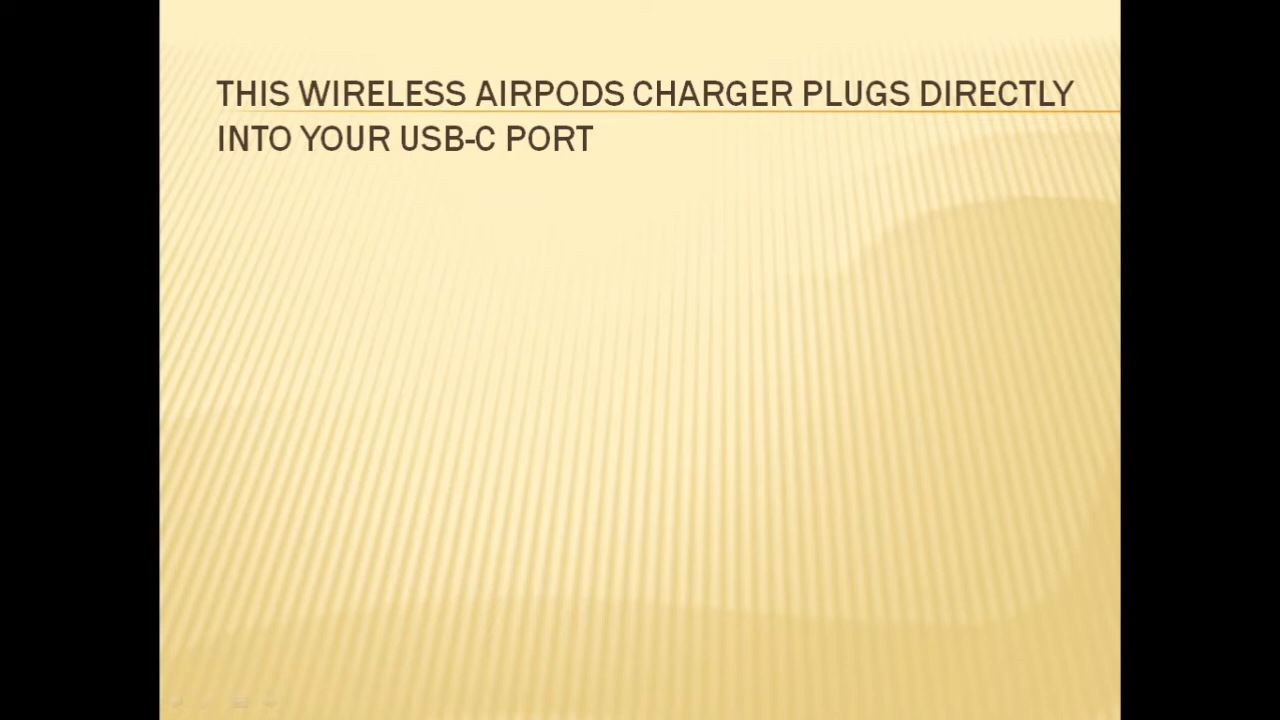 THIS WIRELESS AIRPODS CHARGER PLUGS DIRECTLY
INTO YOUR USB-C PORT